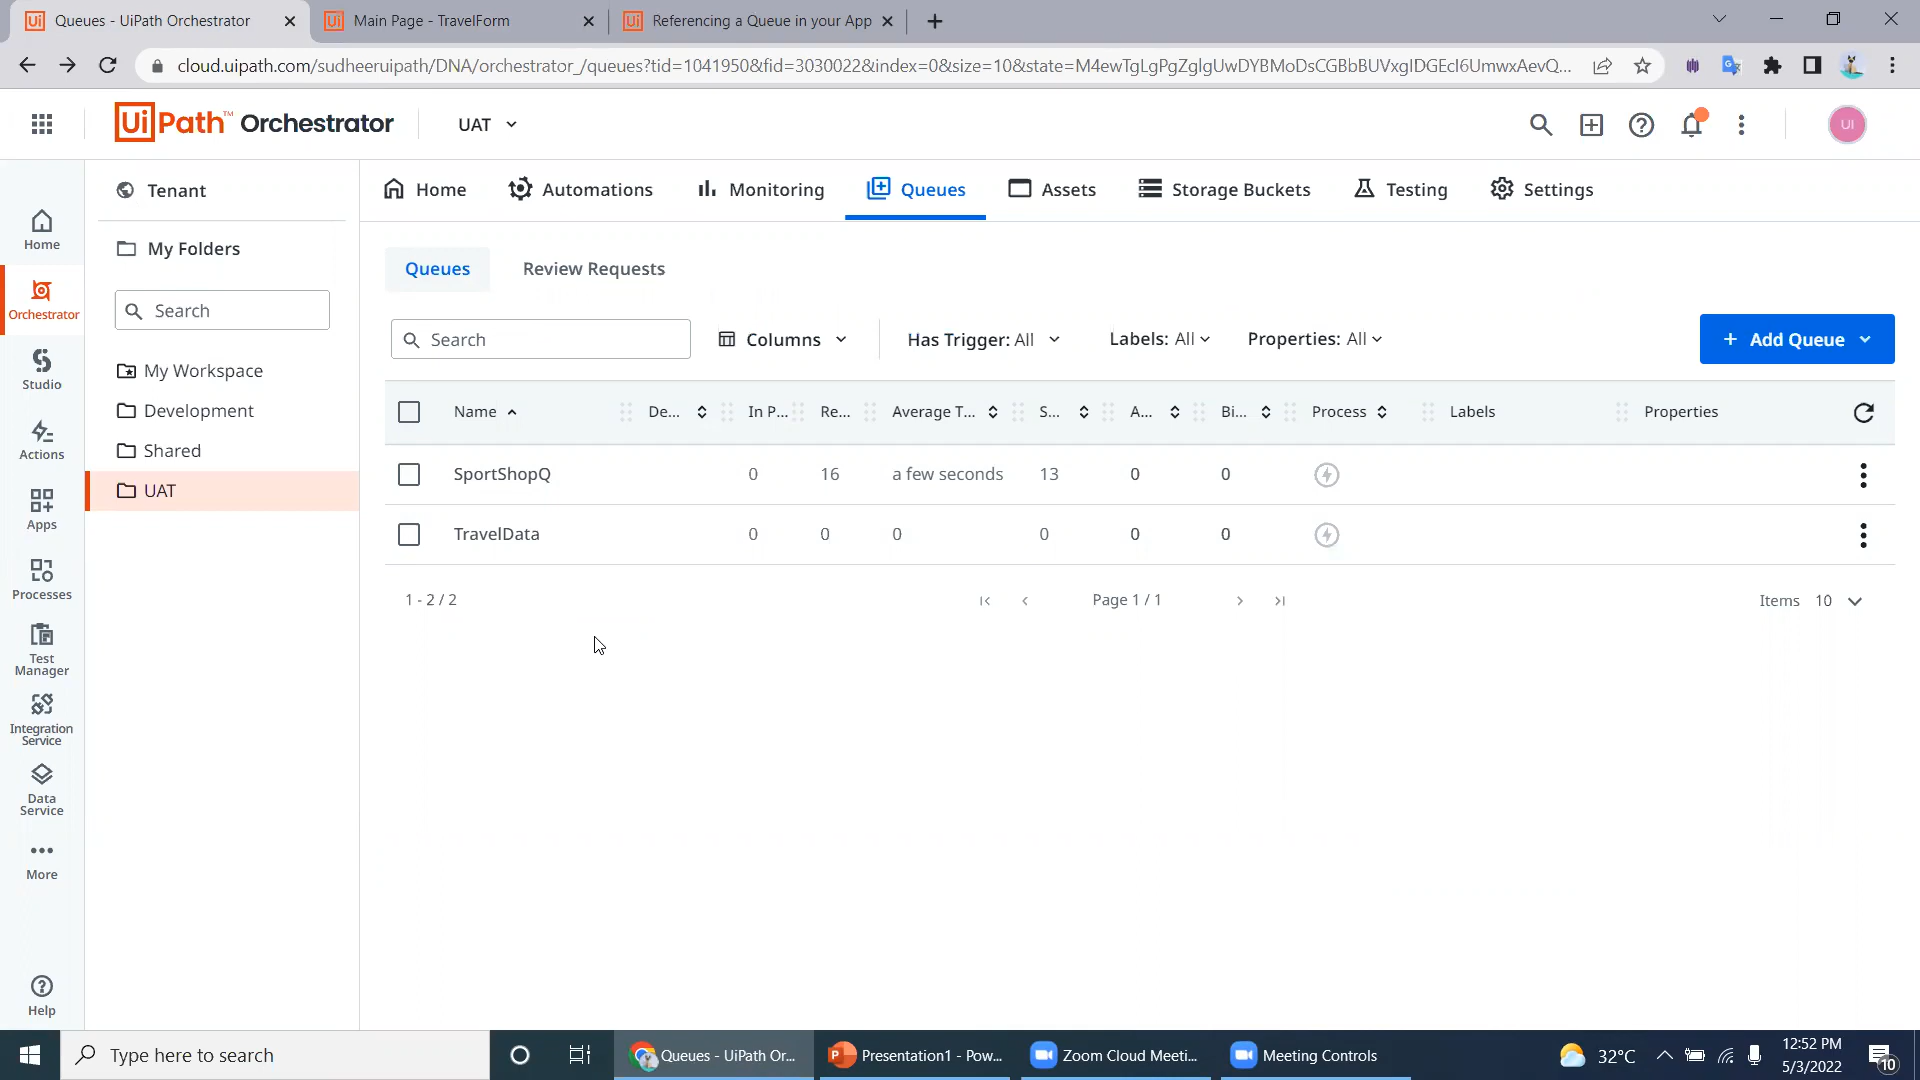 Queues - UiPath Orchestrator
Main Page - TravelForm
Referencing a Queue in your App
cloud.uipath.com/sudheeruipath/DNA/orchestrator_/queues?tid=1041950&fid=3030022&index=0&size=10&state=M4ewTgLgPgZglgUwDYBMoDsCGBbBUVxgIDGEcI6UmwxAevQ...
UiPath™ Orchestrator
UAT
UI
Tenant
My Folders
Search
My Workspace
Development
Shared
UAT
Home
Orchestrator
Studio
Actions
Apps
Processes
Test
Manager
Integration
Service
Data
Service
More
Help
Home
Automations
Monitoring
Queues
Assets
Storage Buckets
Testing
Settings
Queues
Review Requests
Search
Columns
Has Trigger: All
Labels: All
Properties: All
+ Add Queue
Name
De...
In P...
Re...
Average T...
S...
A...
Bi...
Process
Labels
Properties
SportShopQ 0 16 a few seconds 13 0 0
TravelData 0 0 0 0 0 0
1 - 2 / 2
Page 1 / 1
Items 10
Type here to search
Queues - UiPath Or...
Presentation1 - Pow...
Zoom Cloud Meeti...
Meeting Controls
32°C
12:52 PM
5/3/2022
10